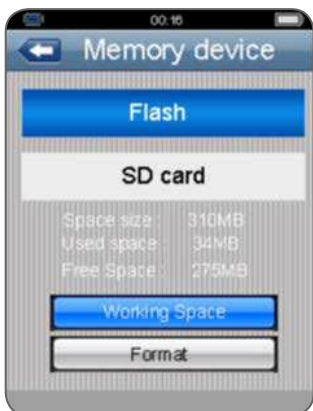 00:16
Memory device
Flash
SD card
Space size : 310MB
Used space : 34MB
Free Space : 275MB
Working Space
Format